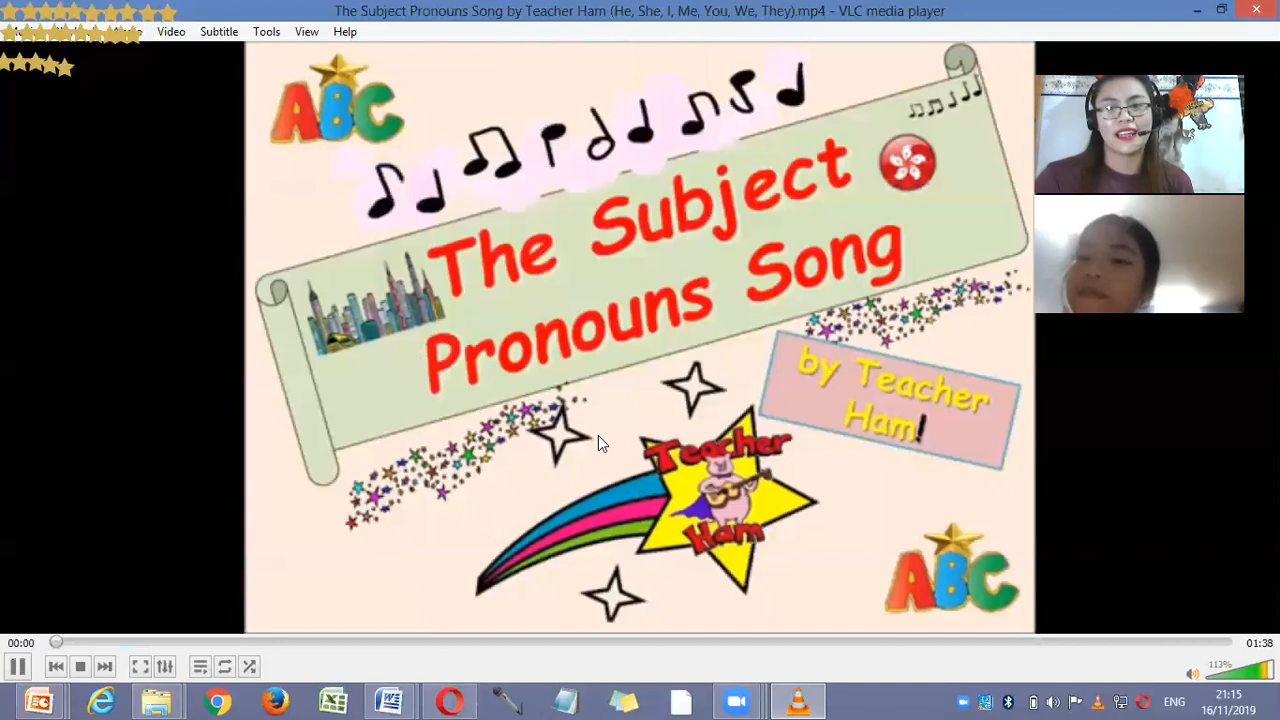 The Subject Pronouns Song by Teacher Ham (He, She, I, Me, You, We, They).mp4 - VLC media player
Video Subtitle Tools View Help
ABC
The Subject
Pronouns Song
by Teacher
Ham!
Teacher
Ham
ABC
00:00
01:38
113%
ENG
21:15
16/11/2019